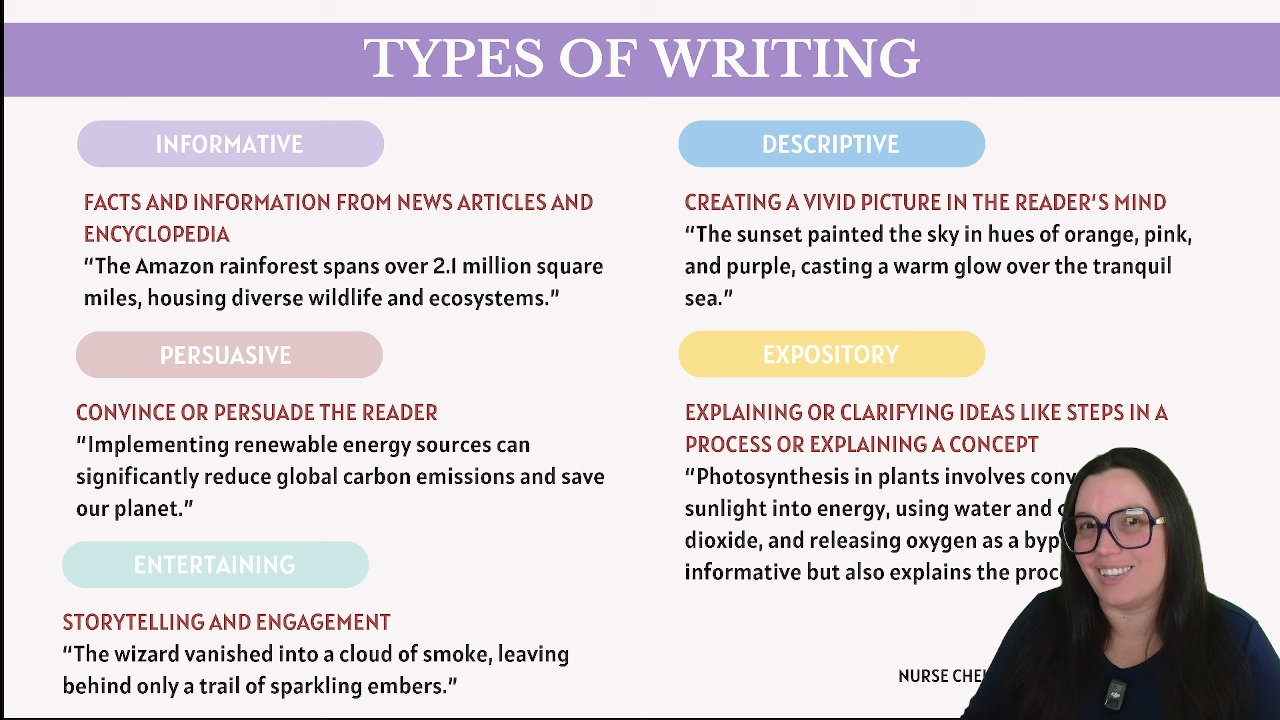 TYPES OF WRITING
INFORMATIVE
FACTS AND INFORMATION FROM NEWS ARTICLES AND
ENCYCLOPEDIA
“The Amazon rainforest spans over 2.1 million square
miles, housing diverse wildlife and ecosystems.”
PERSUASIVE
CONVINCE OR PERSUADE THE READER
“Implementing renewable energy sources can
significantly reduce global carbon emissions and save
our planet.”
ENTERTAINING
STORYTELLING AND ENGAGEMENT
“The wizard vanished into a cloud of smoke, leaving
behind only a trail of sparkling embers.”
DESCRIPTIVE
CREATING A VIVID PICTURE IN THE READER'S MIND
“The sunset painted the sky in hues of orange, pink,
and purple, casting a warm glow over the tranquil
sea.”
EXPOSITORY
EXPLAINING OR CLARIFYING IDEAS LIKE STEPS IN A
PROCESS OR EXPLAINING A CONCEPT
“Photosynthesis in plants involves
sunlight into energy, using water and
dioxide, and releasing oxygen as a
informative but also explains the
NURSE